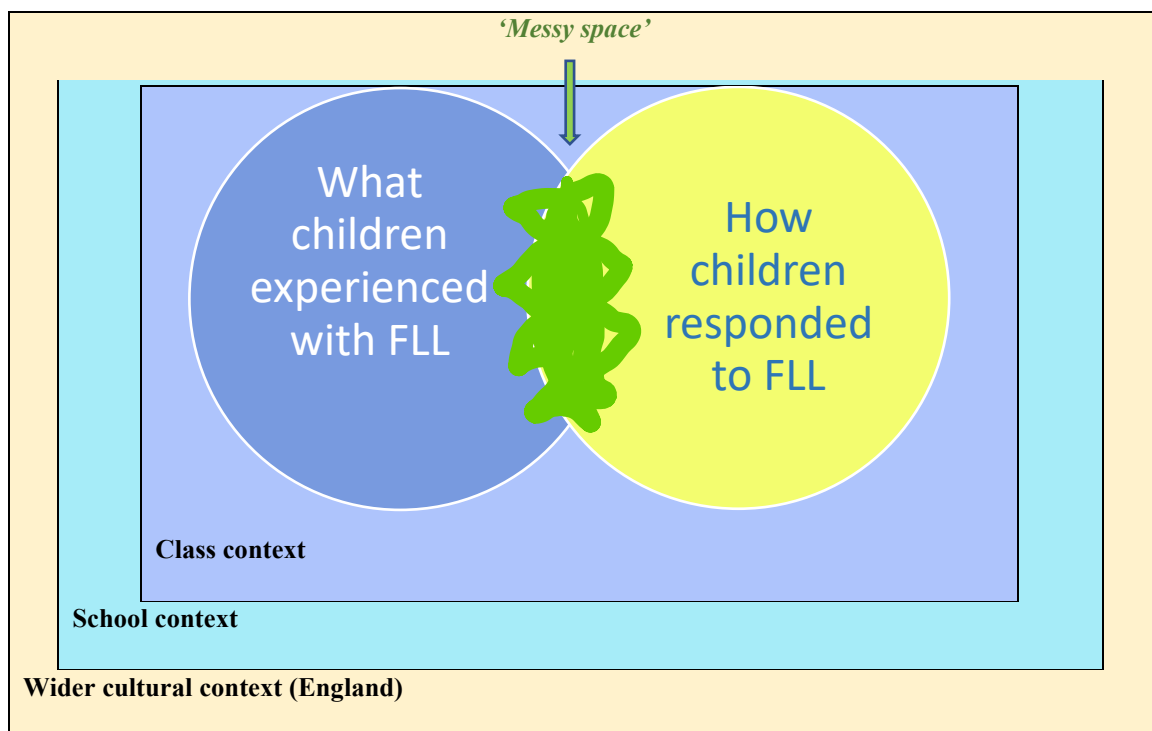 ‘Messy space’
What
children
experienced
with FLL
How
children
responded
to FLL
Class context
School context
Wider cultural context (England)